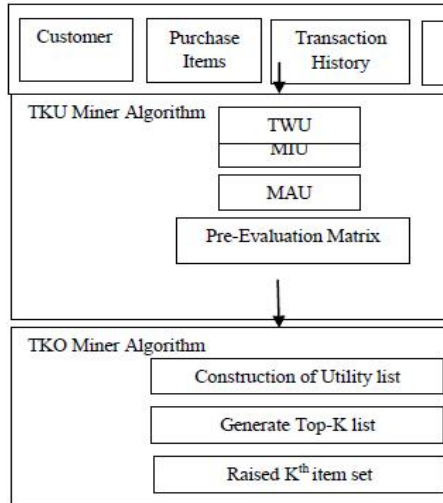 Customer
Purchase
Items
Transaction
History
TKU Miner Algorithm
TWU
MIU
MAU
Pre-Evaluation Matrix
TKO Miner Algorithm
Construction of Utility list
Generate Top-K list
Raised Kᵗʰ item set